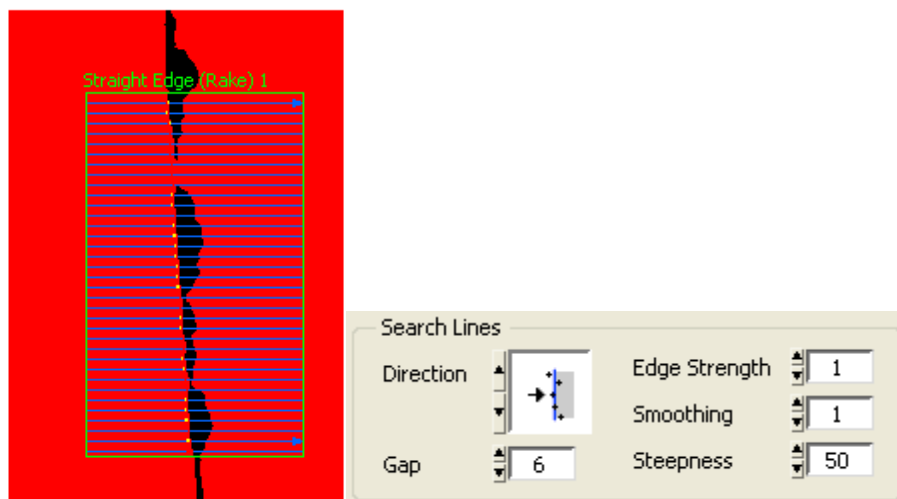 Straight Edge (Rake) 1
Search Lines
Direction
Edge Strength 1
Smoothing 1
Gap 6
Steepness 50